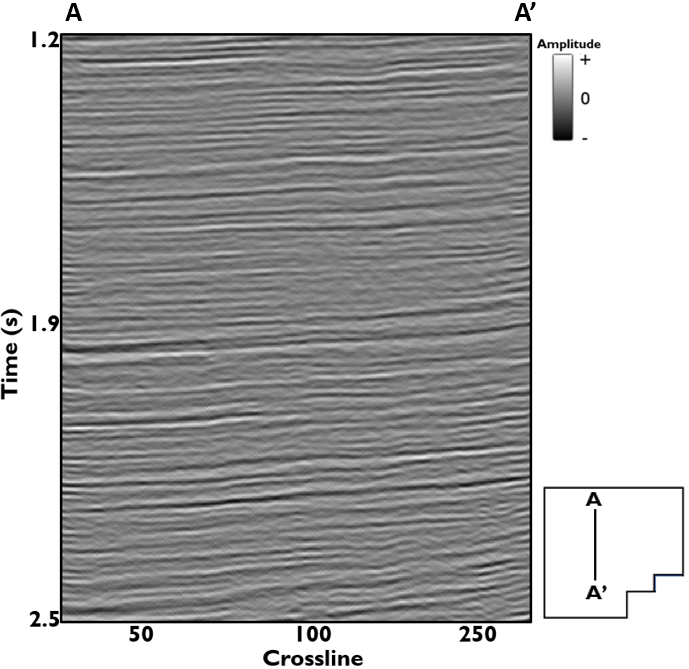 A A’
1.2
Amplitude
+
0
-
1.9
Time (s)
2.5
50 100 250
Crossline
A
A’